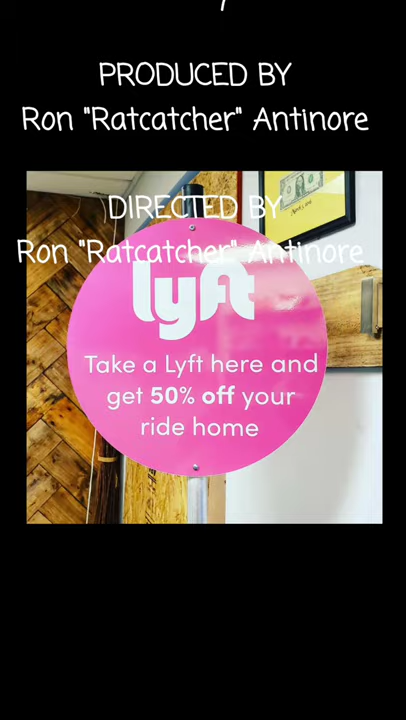 PRODUCED BY
Ron "Ratcatcher" Antinore
DIRECTED BY
Ron "Ratcatcher" Antinore
lyft
Take a Lyft here and
get 50% off your
ride home